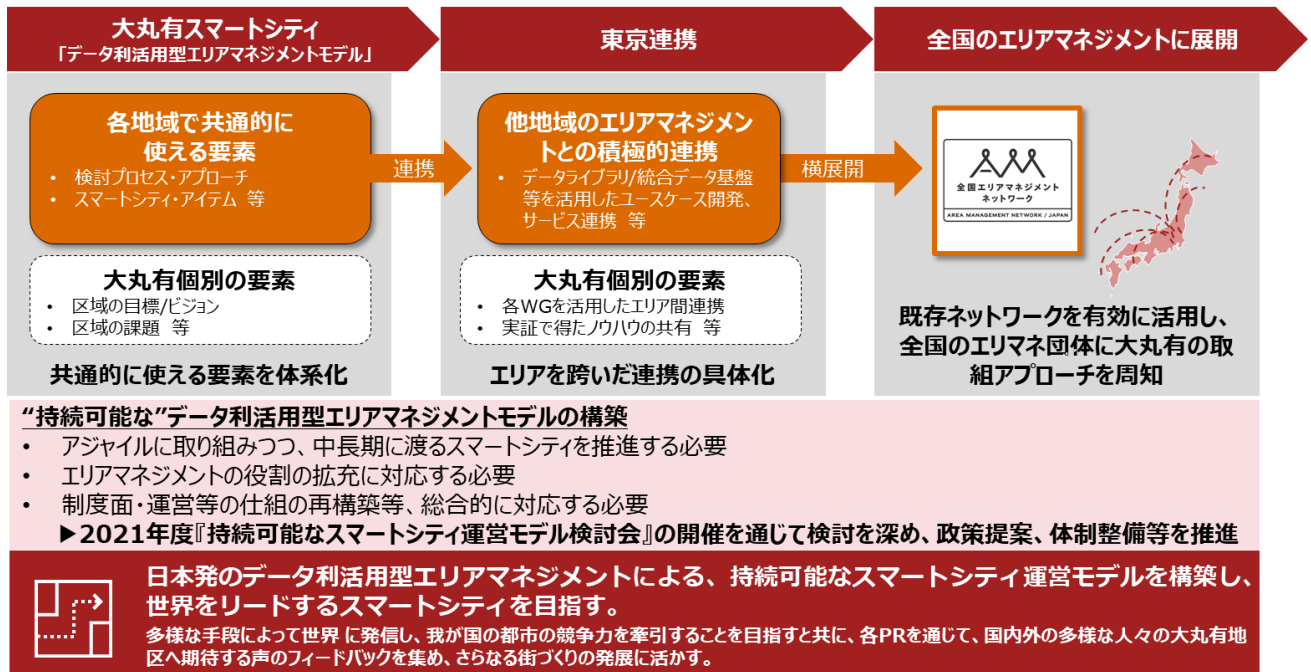 大丸有スマートシティ
「データ利活用型エリアマネジメントモデル」
東京連携
全国のエリアマネジメントに展開
各地域で共通的に
使える要素
• 検討プロセス・アプローチ
• スマートシティ・アイテム 等
連携
他地域のエリアマネジメン
トとの積極的連携
• データライブラリ/統合データ基盤
等を活用したユースケース開発、
サービス連携 等
横展開
全国エリアマネジメント
ネットワーク
AREA MANAGEMENT NETWORK / JAPAN
大丸有個別の要素
• 区域の目標/ビジョン
• 区域の課題 等
大丸有個別の要素
• 各WGを活用したエリア間連携
• 実証で得たノウハウの共有 等
共通的に使える要素を体系化
エリアを跨いだ連携の具体化
既存ネットワークを有効に活用し、
全国のエリマネ団体に大丸有の取
組アプローチを周知
“持続可能な”データ利活用型エリアマネジメントモデルの構築
• アジャイルに取り組みつつ、中長期に渡るスマートシティを推進する必要
• エリアマネジメントの役割の拡充に対応する必要
• 制度面・運営等の仕組の再構築等、総合的に対応する必要
▶2021年度『持続可能なスマートシティ運営モデル検討会』の開催を通じて検討を深め、政策提案、体制整備等を推進
日本発のデータ利活用型エリアマネジメントによる、持続可能なスマートシティ運営モデルを構築し、
世界をリードするスマートシティを目指す。
多様な手段によって世界 に発信し、我が国の都市の競争力を牽引することを目指すと共に、各PRを通じて、国内外の多様な人々の大丸有地
区へ期待する声のフィードバックを集め、さらなる街づくりの発展に活かす。